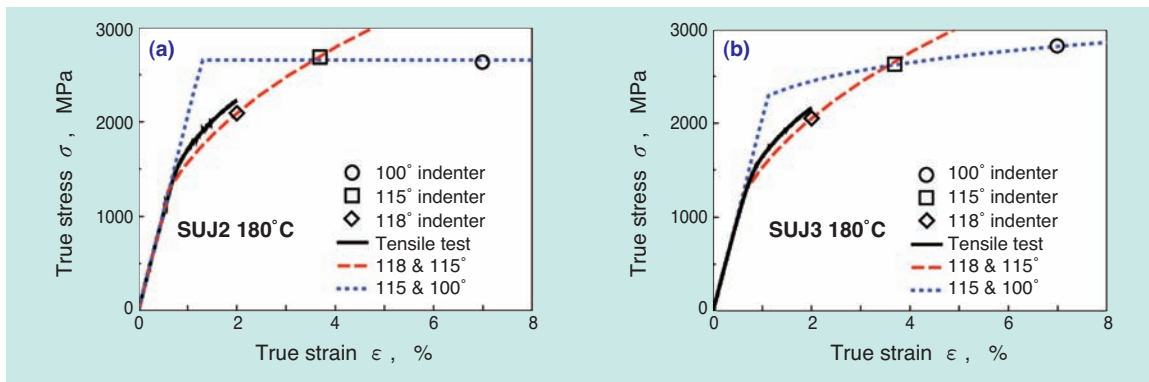 (a)
3000
2000
1000
0
True stress σ , MPa
0 2 4 6 8
True strain ε , %
SUJ2 180˚C
100˚ indenter
115˚ indenter
118˚ indenter
Tensile test
118 & 115˚
115 & 100˚
(b)
3000
2000
1000
0
True stress σ , MPa
0 2 4 6 8
True strain ε , %
SUJ3 180˚C
100˚ indenter
115˚ indenter
118˚ indenter
Tensile test
118 & 115˚
115 & 100˚